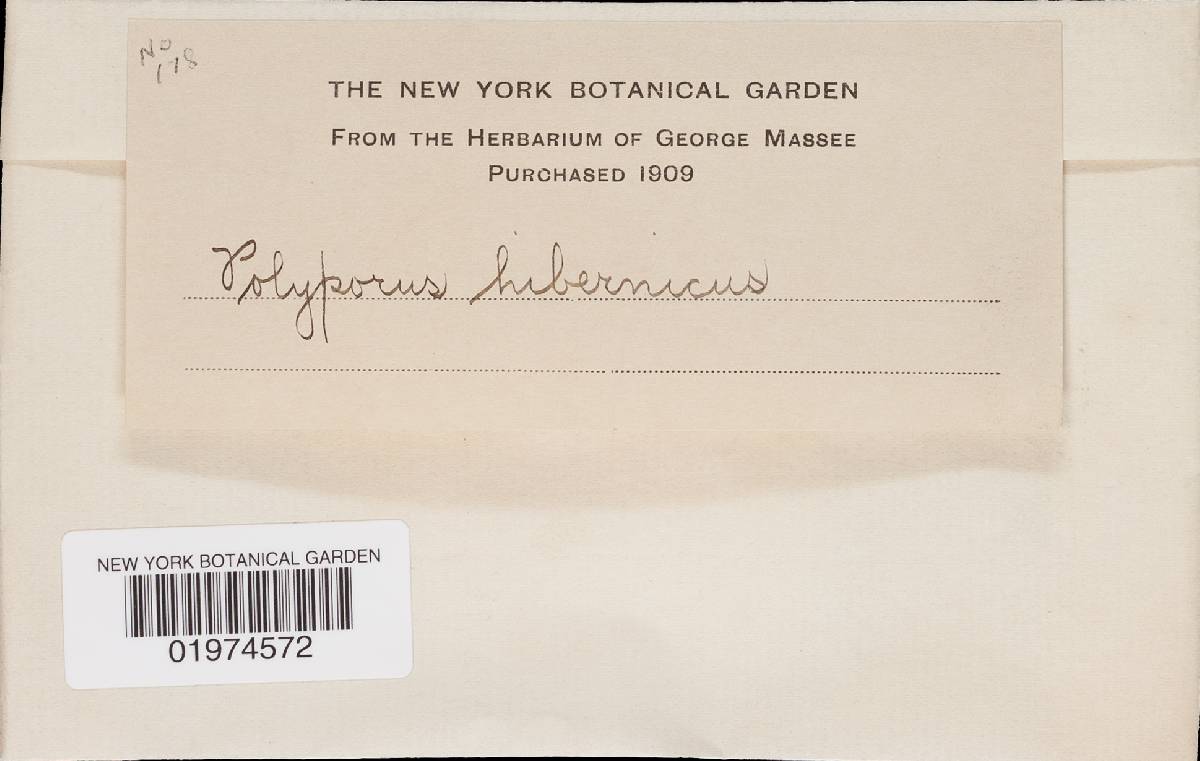 No
178
THE NEW YORK BOTANICAL GARDEN
FROM THE HERBARIUM OF GEORGE MASSEE
PURCHASED 1909
Polyporus hibernicus
NEW YORK BOTANICAL GARDEN
01974572